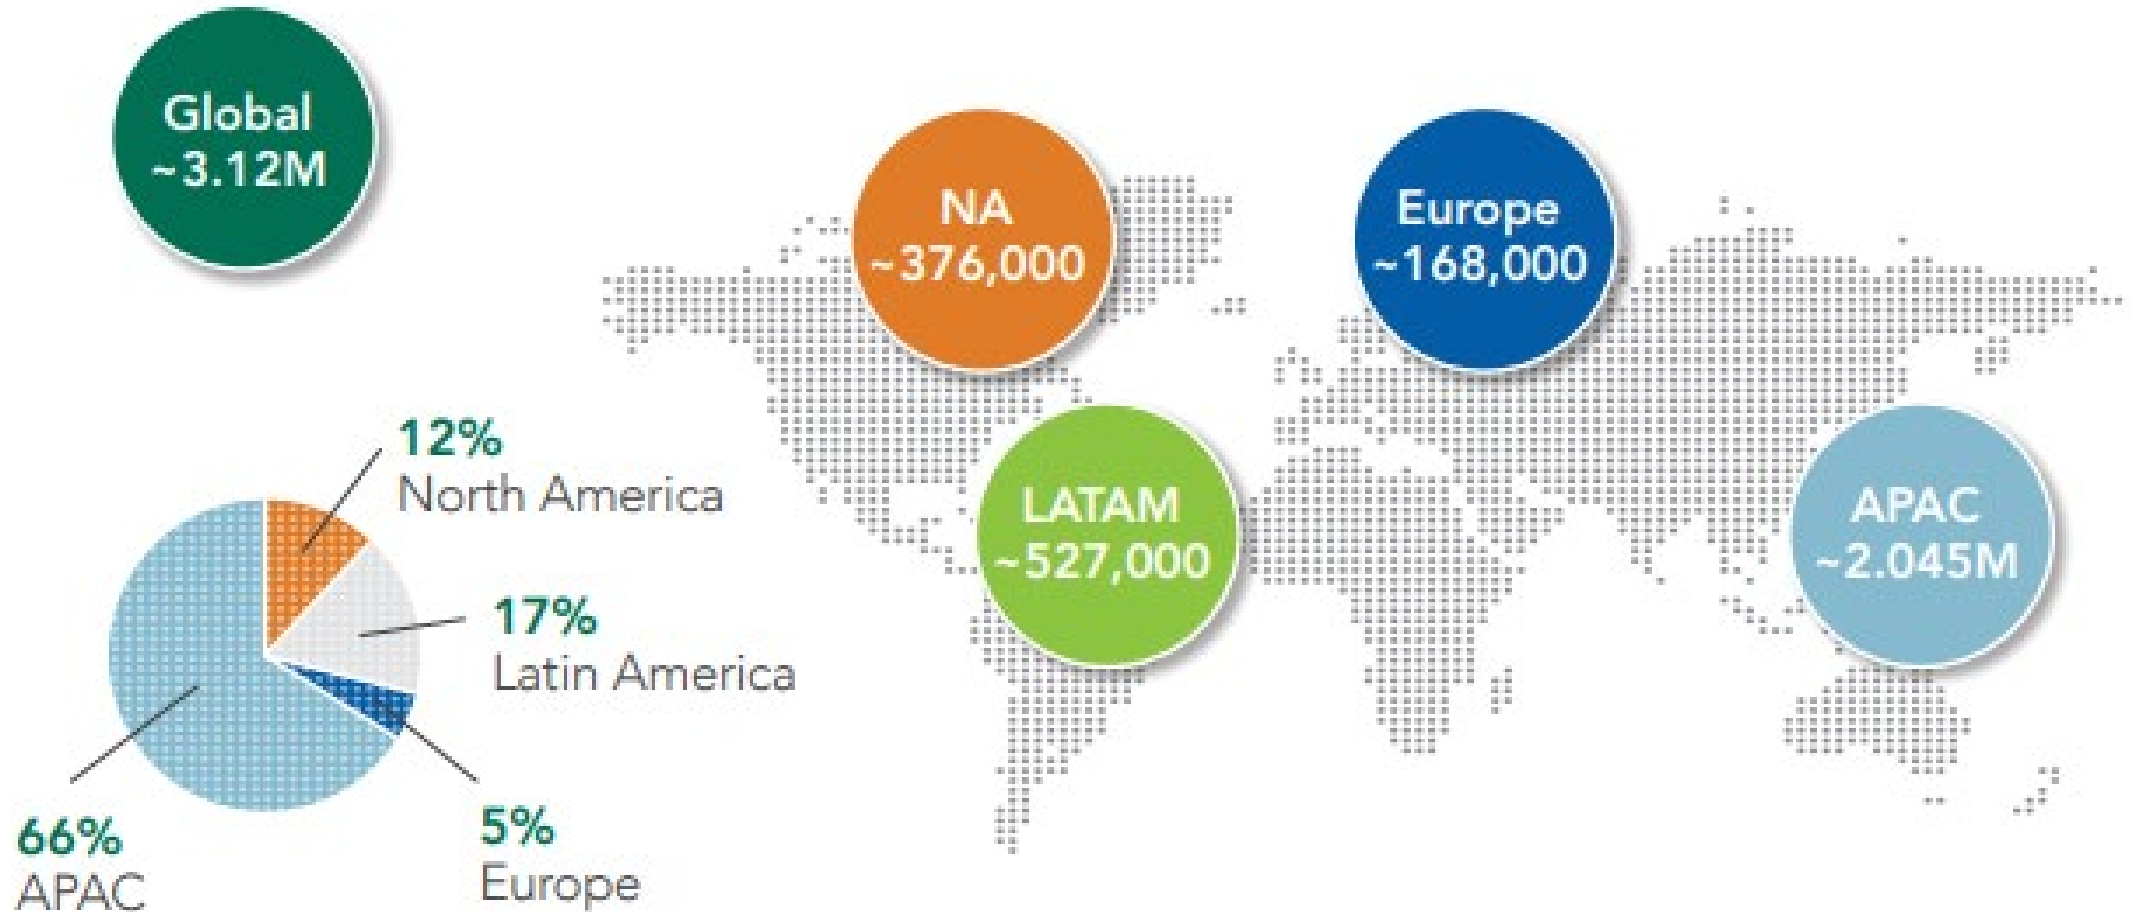 Global
~3.12M
NA
~376,000
Europe
~168,000
LATAM
~527,000
APAC
~2.045M
12%
North America
17%
Latin America
5%
Europe
66%
APAC